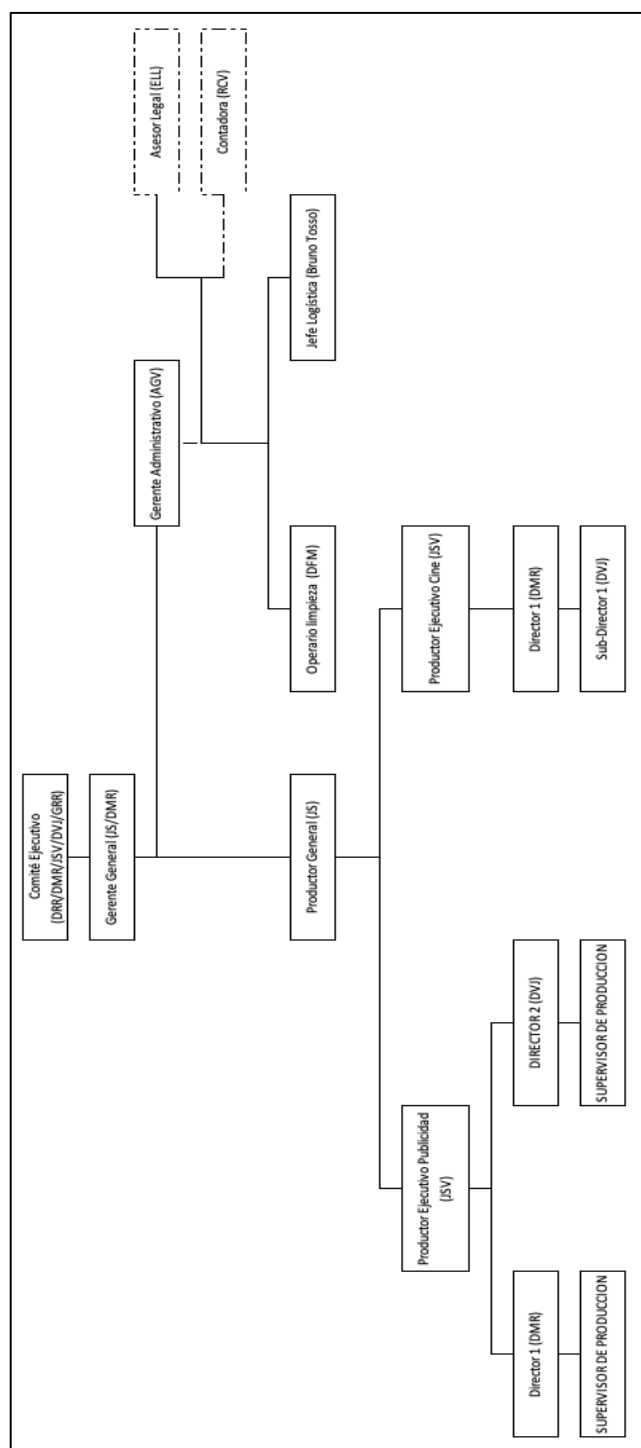 Comité Ejecutivo
(DRR/DMR/JSV/DVJ/GRR)
Gerente General (JS/DMR)
Gerente Administrativo (AGV)
Asesor Legal (ELL)
Contadora (RCV)
Productor General (JS)
Operario limpieza (DFM)
Jefe Logística (Bruno Tosso)
Productor Ejecutivo Publicidad
(JSV)
Productor Ejecutivo Cine (JSV)
Director 1 (DMR)
DIRECTOR 2 (DVJ)
Director 1 (DMR)
SUPERVISOR DE PRODUCCION
SUPERVISOR DE PRODUCCION
Sub-Director 1 (DVJ)